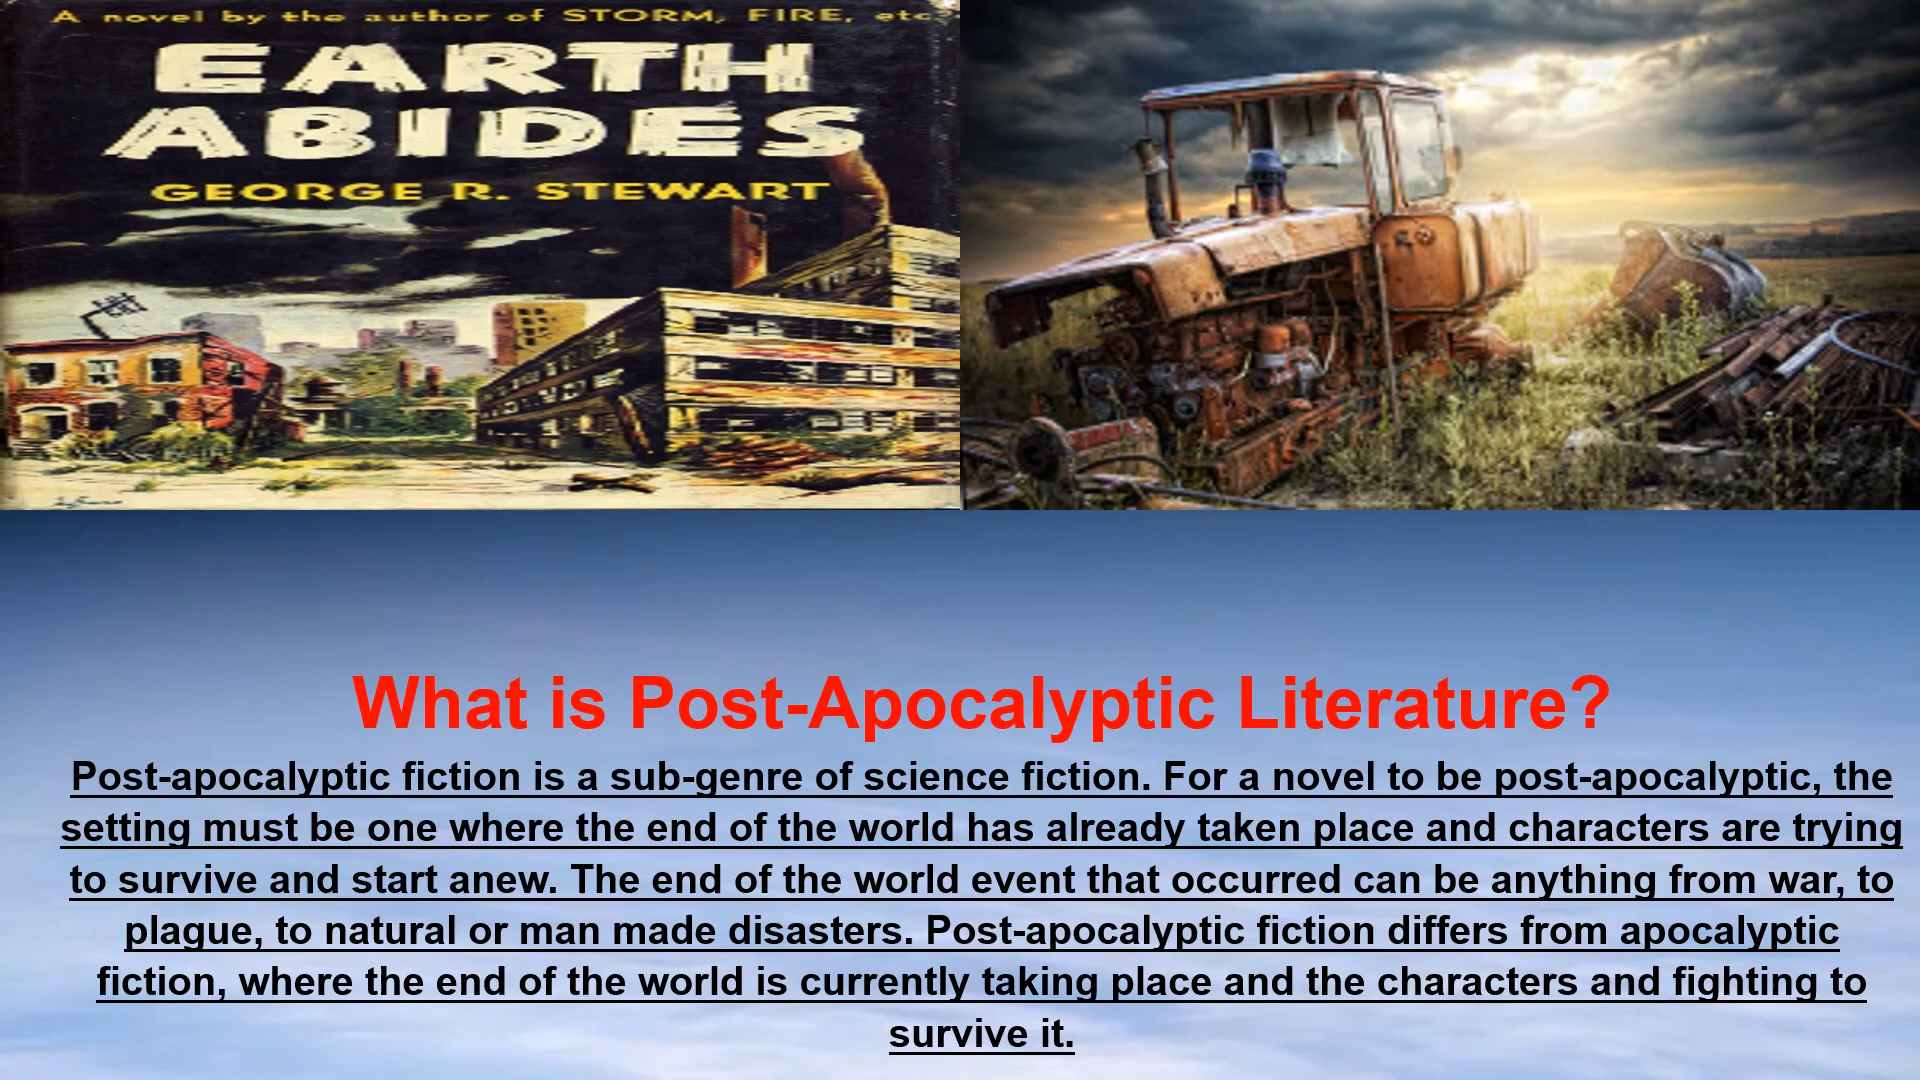 A novel by the author of STORM, FIRE, etc.
EARTH
ABIDES
GEORGE R. STEWART
What is Post-Apocalyptic Literature?
Post-apocalyptic fiction is a sub-genre of science fiction. For a novel to be post-apocalyptic, the
setting must be one where the end of the world has already taken place and characters are trying
to survive and start anew. The end of the world event that occurred can be anything from war, to
plague, to natural or man made disasters. Post-apocalyptic fiction differs from apocalyptic
fiction, where the end of the world is currently taking place and the characters and fighting to
survive it.